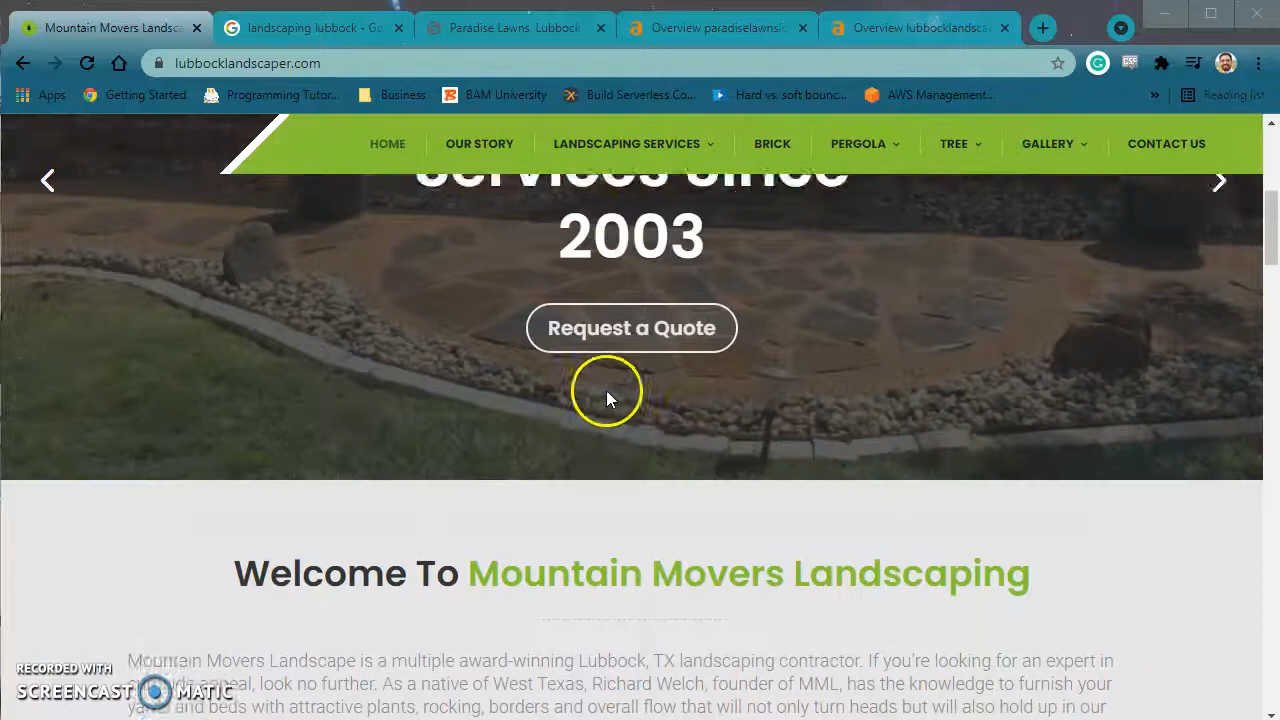 Mountain Movers Landsca
landscaping lubbock - Go
Paradise Lawns Lubbock
Overview paradiselawnsl
Overview lubbocklandsca
lubbocklandscaper.com
Apps
Getting Started
Programming Tutor...
Business
BAM University
Build Serverless Co...
Hard vs. soft bounc...
AWS Management...
»
Reading list
HOME
OUR STORY
LANDSCAPING SERVICES
BRICK
PERGOLA
TREE
GALLERY
CONTACT US
Services Since
2003
Request a Quote
Welcome To Mountain Movers Landscaping
Mountain Movers Landscape is a multiple award-winning Lubbock, TX landscaping contractor. If you're looking for an expert in
appeal, look no further. As a native of West Texas, Richard Welch, of MML, has the knowledge to furnish your
and beds with attractive plants, rocking, borders and overall flow that will not only turn heads but will also hold up in our
RECORDED WITH
SCREENCAST MATIC